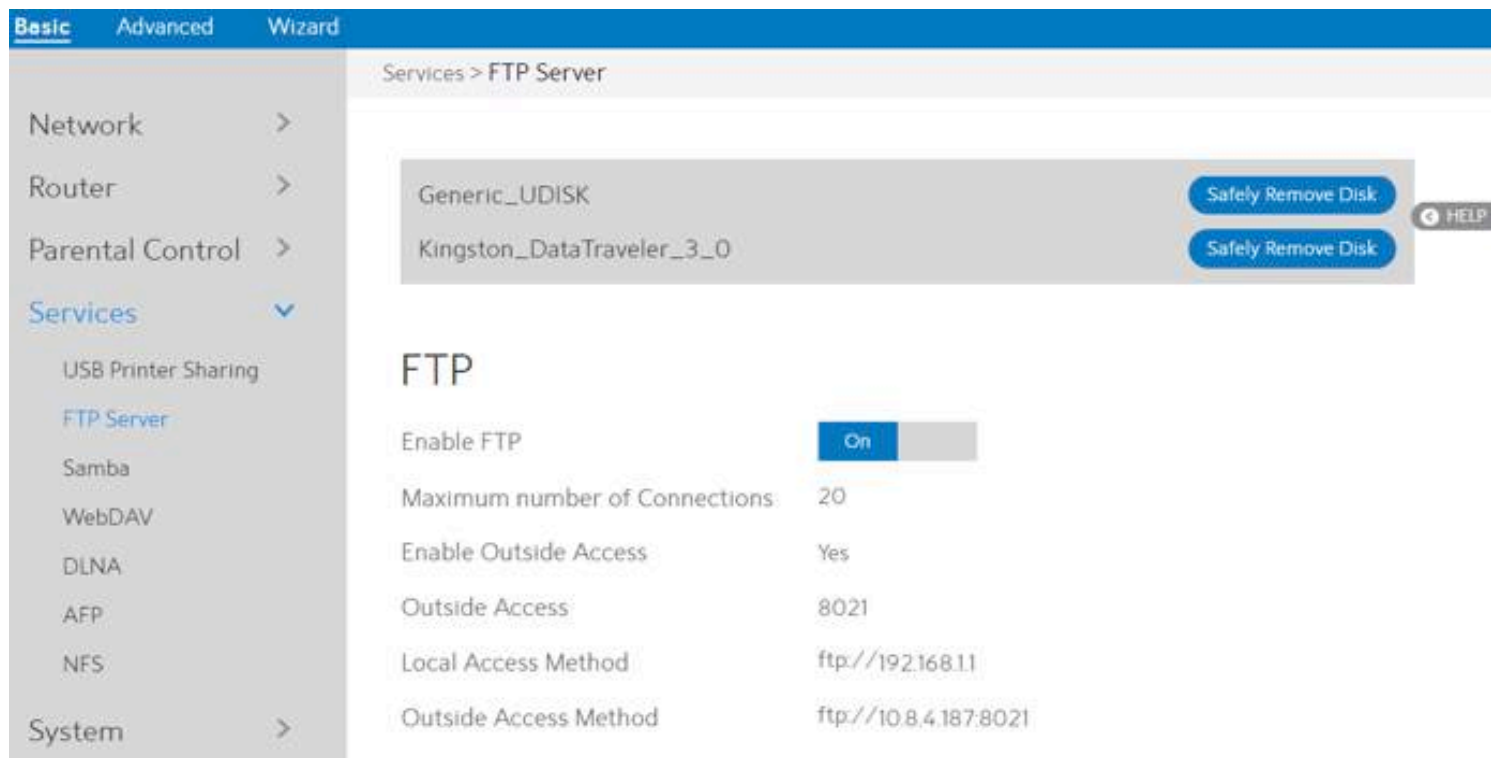 Basic Advanced Wizard
Services > FTP Server
Network >
Router >
Parental Control >
Services
USB Printer Sharing
FTP Server
Samba
WebDAV
DLNA
AFP
NFS
System >
Generic_UDISK Safely Remove Disk
Kingston_DataTraveler_3_0 Safely Remove Disk
HELP
FTP
Enable FTP On
Maximum number of Connections 20
Enable Outside Access Yes
Outside Access 8021
Local Access Method ftp://192.168.1.1
Outside Access Method ftp://10.8.4.187:8021